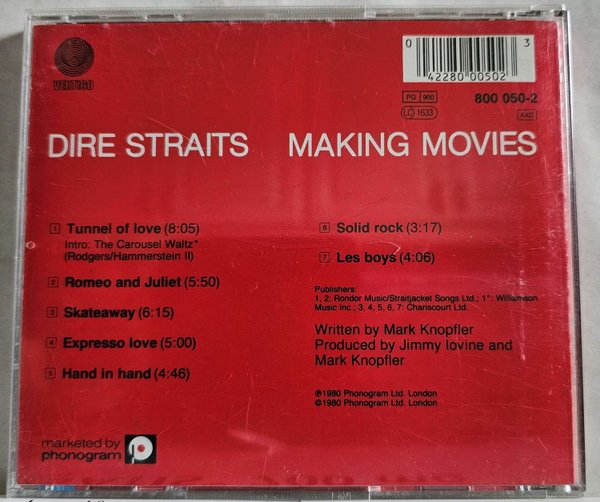 VERTIGO
0 3
42280 00502
PG 900 800 050-2
LC 1633 AAD
DIRE STRAITS MAKING MOVIES
1 Tunnel of love (8:05)
Intro: The Carousel Waltz*
(Rodgers/Hammerstein II)
2 Romeo and Juliet (5:50)
3 Skateaway (6:15)
4 Expresso love (5:00)
5 Hand in hand (4:46)
6 Solid rock (3:17)
7 Les boys (4:06)
Publishers:
1, 2: Rondor Music/Straitjacket Songs Ltd.; 1*: Williamson
Music Inc.; 3, 4, 5, 6, 7: Chariscourt Ltd.
Written by Mark Knopfler
Produced by Jimmy Iovine and
Mark Knopfler
℗1980 Phonogram Ltd. London
©1980 Phonogram Ltd. London
marketed by
phonogram